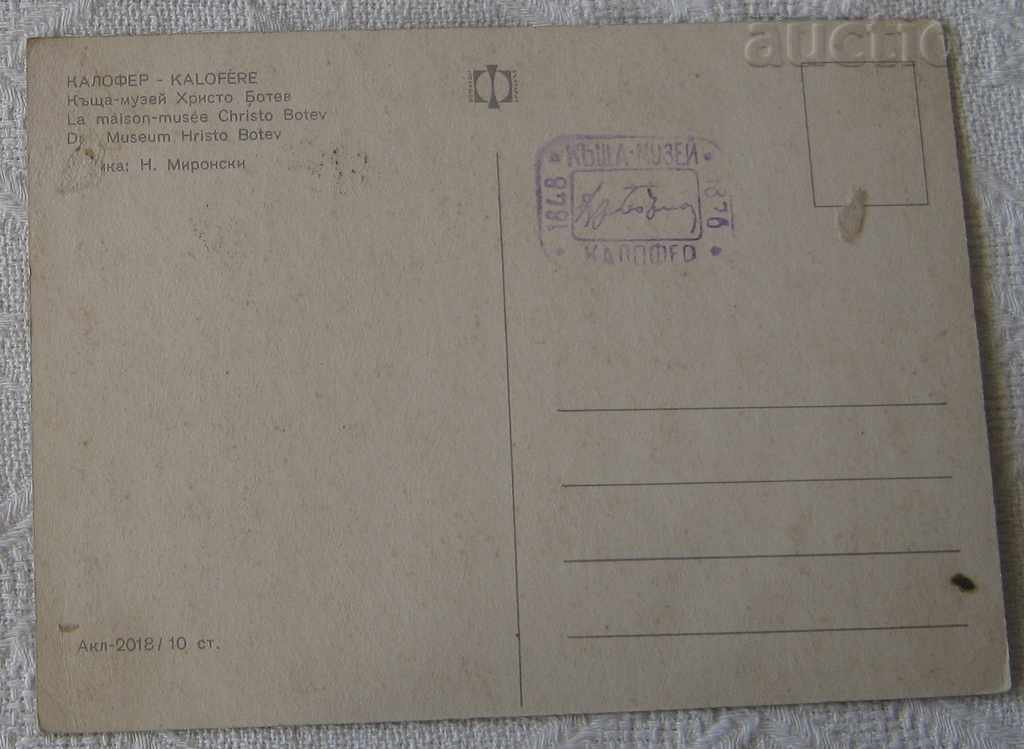 КАЛОФЕР - KALOFÈRE
Къща-музей Христо Ботев
La maison-musée Christo Botev
Museum Hristo Botev
Н. Миронски
КЪЩА-МУЗЕЙ
1848
1876
КАЛОФЕР
Акл-2018/10 ст.
auctio